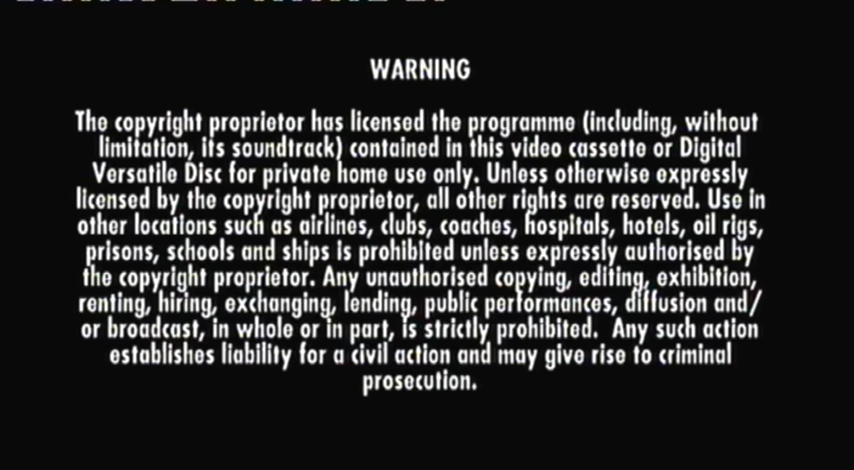 WARNING
The copyright proprietor has licensed the programme (including, without
limitation, its soundtrack) contained in this video cassette or Digital
Versatile Disc for private home use only. Unless otherwise expressly
licensed by the copyright proprietor, all other rights are reserved. Use in
other locations such as airlines, clubs, coaches, hospitals, hotels, oil rigs,
prisons, schools and ships is prohibited unless expressly authorised by
the copyright proprietor. Any unauthorised copying, editing, exhibition,
renting, hiring, exchanging, lending, public performances, diffusion and/
or broadcast, in whole or in part, is strictly prohibited. Any such action
establishes liability for a civil action and may give rise to criminal
prosecution.